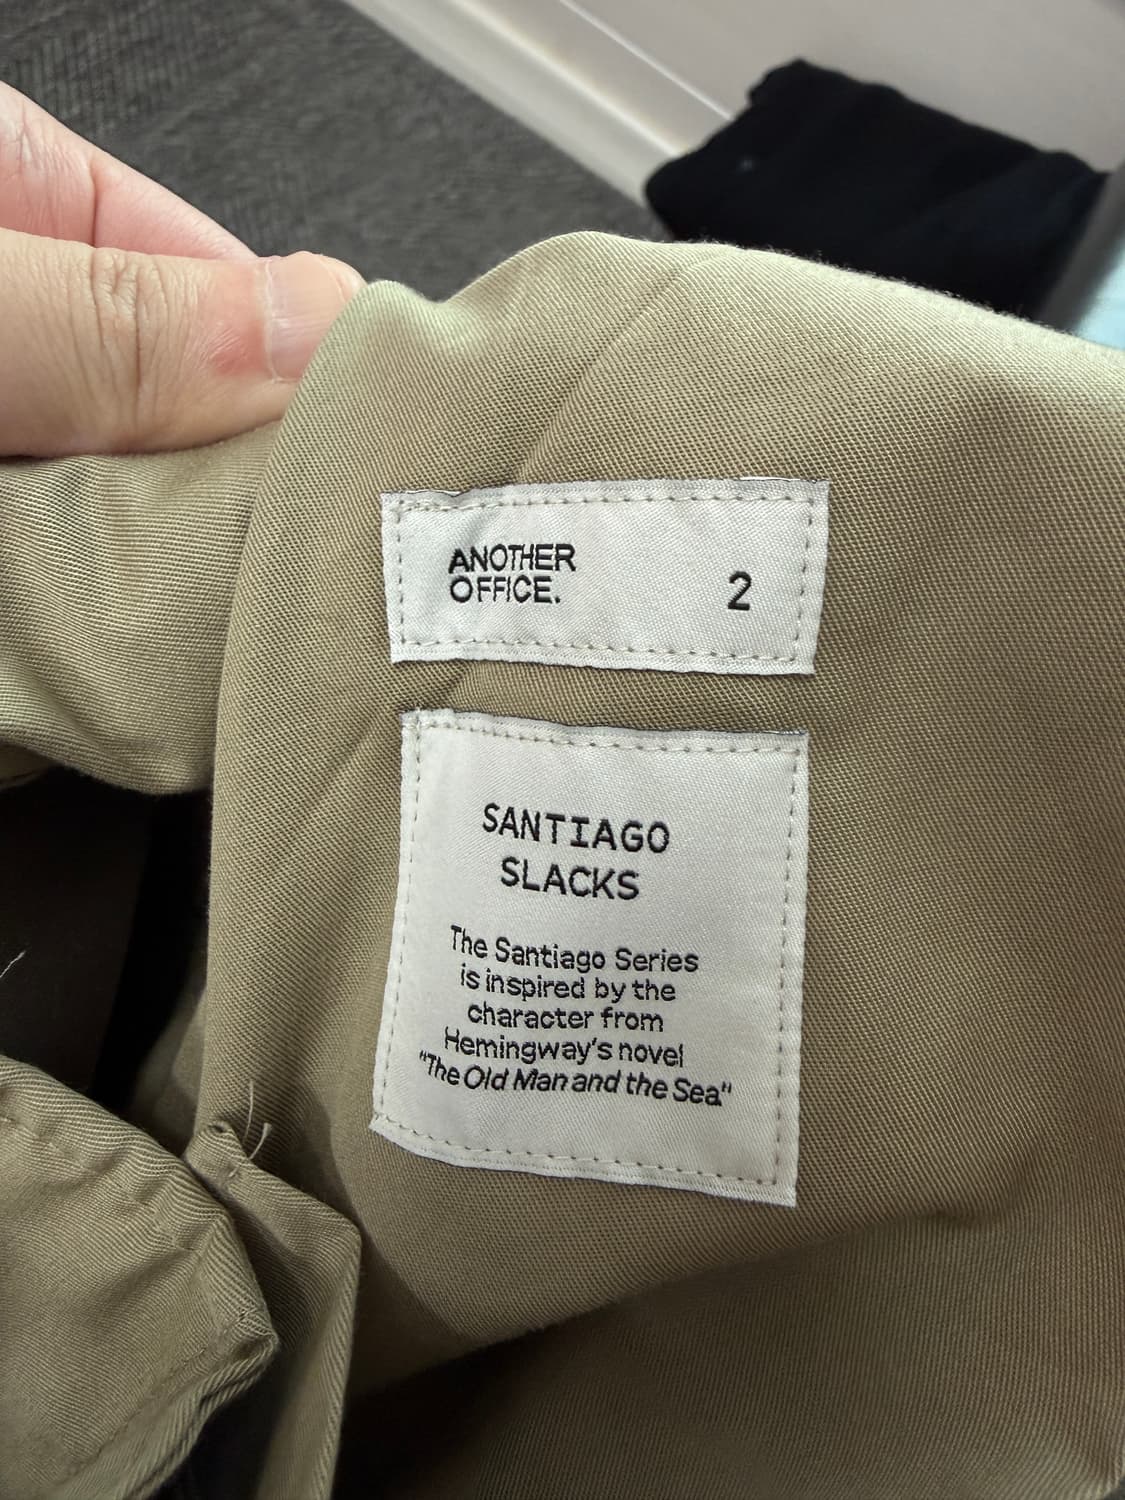 ANOTHER
OFFICE.
2
SANTIAGO
SLACKS
The Santiago Series
is inspired by the
character from
Hemingway's novel
"The Old Man and the Sea"